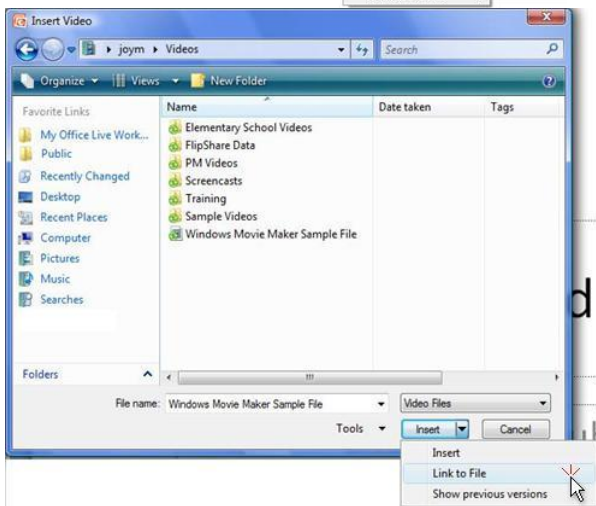 Insert Video
joym ▸ Videos
Search
Organize
Views
New Folder
Favorite Links
Name
Date taken
Tags
My Office Live Work...
Public
Recently Changed
Desktop
Recent Places
Computer
Pictures
Music
Searches
Elementary School Videos
FlipShare Data
PM Videos
Screencasts
Training
Sample Videos
Windows Movie Maker Sample File
Folders
File name: Windows Movie Maker Sample File
Video Files
Tools
Insert
Cancel
Insert
Link to File
Show previous versions
d